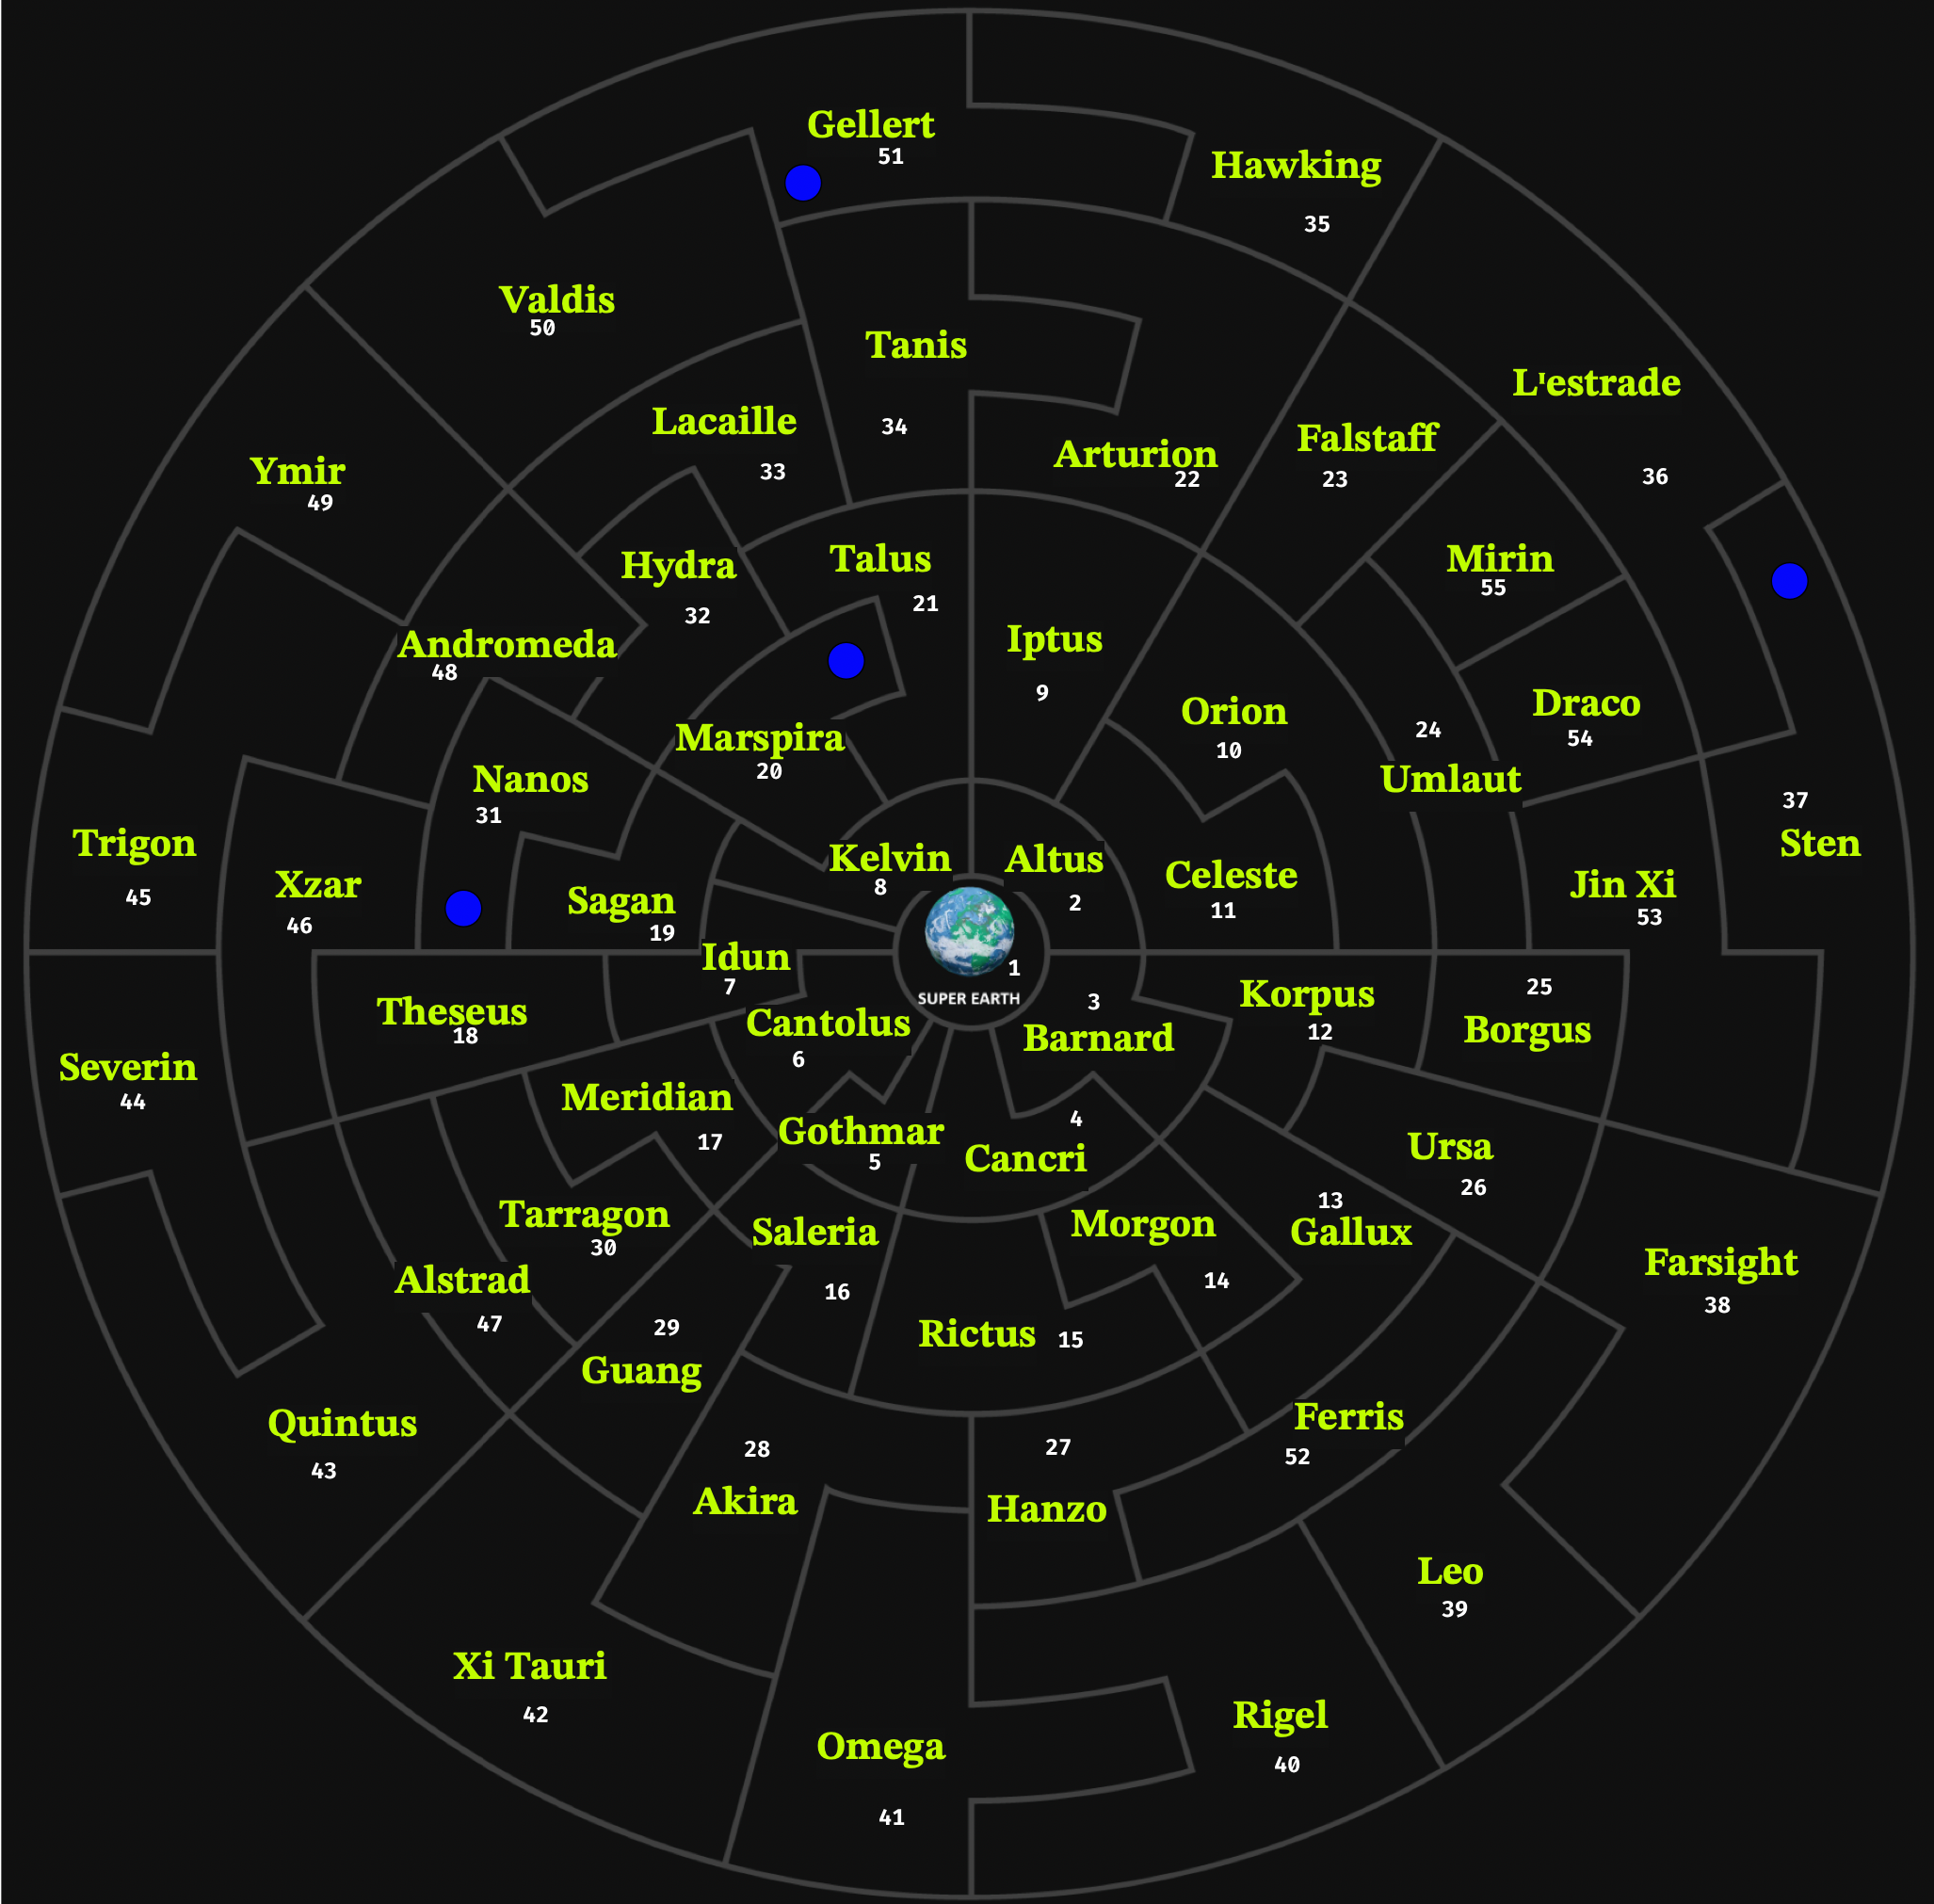 Gellert
51
Hawking
35
Valdis
50
Tanis
34
L'estrade
36
Lacaille
33
Arturion
22
Falstaff
23
Ymir
49
Hydra
32
Talus
21
Mirin
55
Andromeda
48
Iptus
9
Orion
10
Draco
54
24
Umlaut
Marspira
20
Nanos
31
37
Sten
Trigon
45
Xzar
46
Sagan
19
Kelvin
8
Altus
2
Celeste
11
Jin Xi
53
Idun
7
1
SUPER EARTH
3
Barnard
Korpus
12
25
Borgus
Theseus
18
Cantolus
6
Severin
44
Meridian
17
Gothmar
5
4
Cancri
Ursa
26
Tarragon
30
Saleria
16
Morgon
14
13
Gallux
Farsight
38
Alstrad
47
29
Guang
Rictus
15
Quintus
43
28
Akira
27
Hanzo
Ferris
52
Leo
39
Xi Tauri
42
Omega
41
Rigel
40